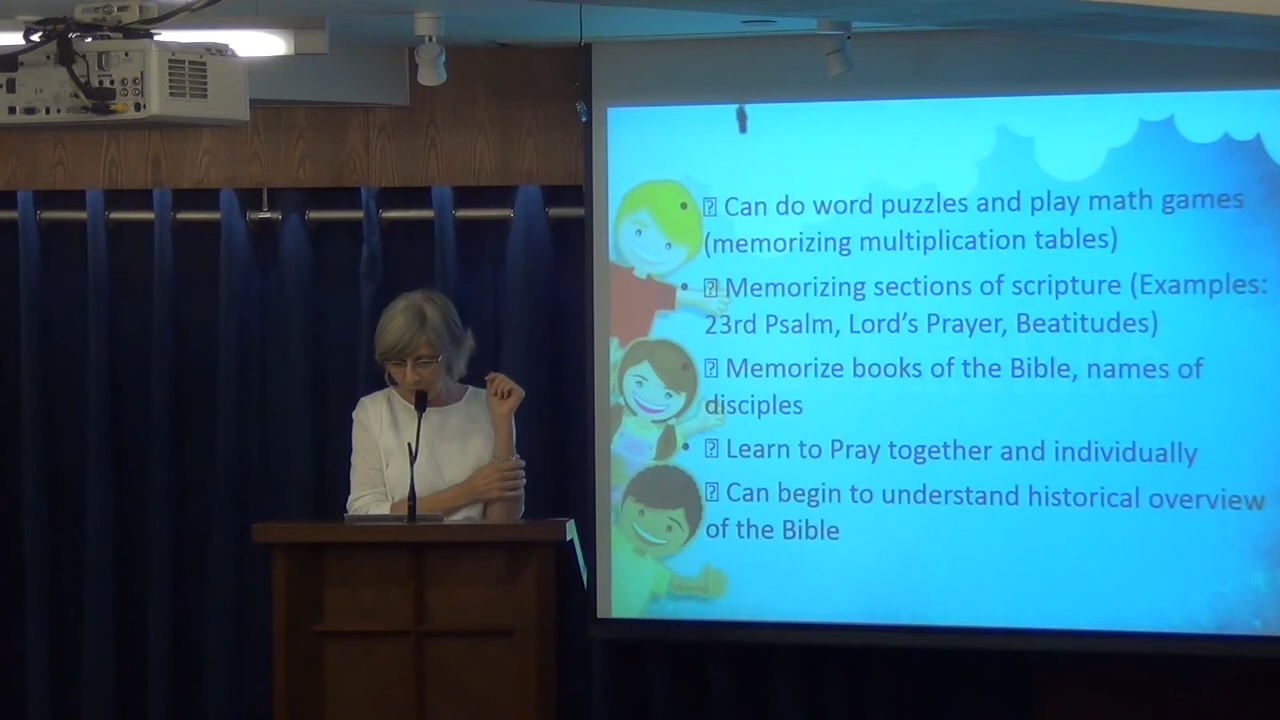 • ⍰ Can do word puzzles and play math games
(memorizing multiplication tables)
• ⍰ Memorizing sections of scripture (Examples:
23rd Psalm, Lord’s Prayer, Beatitudes)
• ⍰ Memorize books of the Bible, names of
disciples
• ⍰ Learn to Pray together and individually
⍰ Can begin to understand historical overview
of the Bible